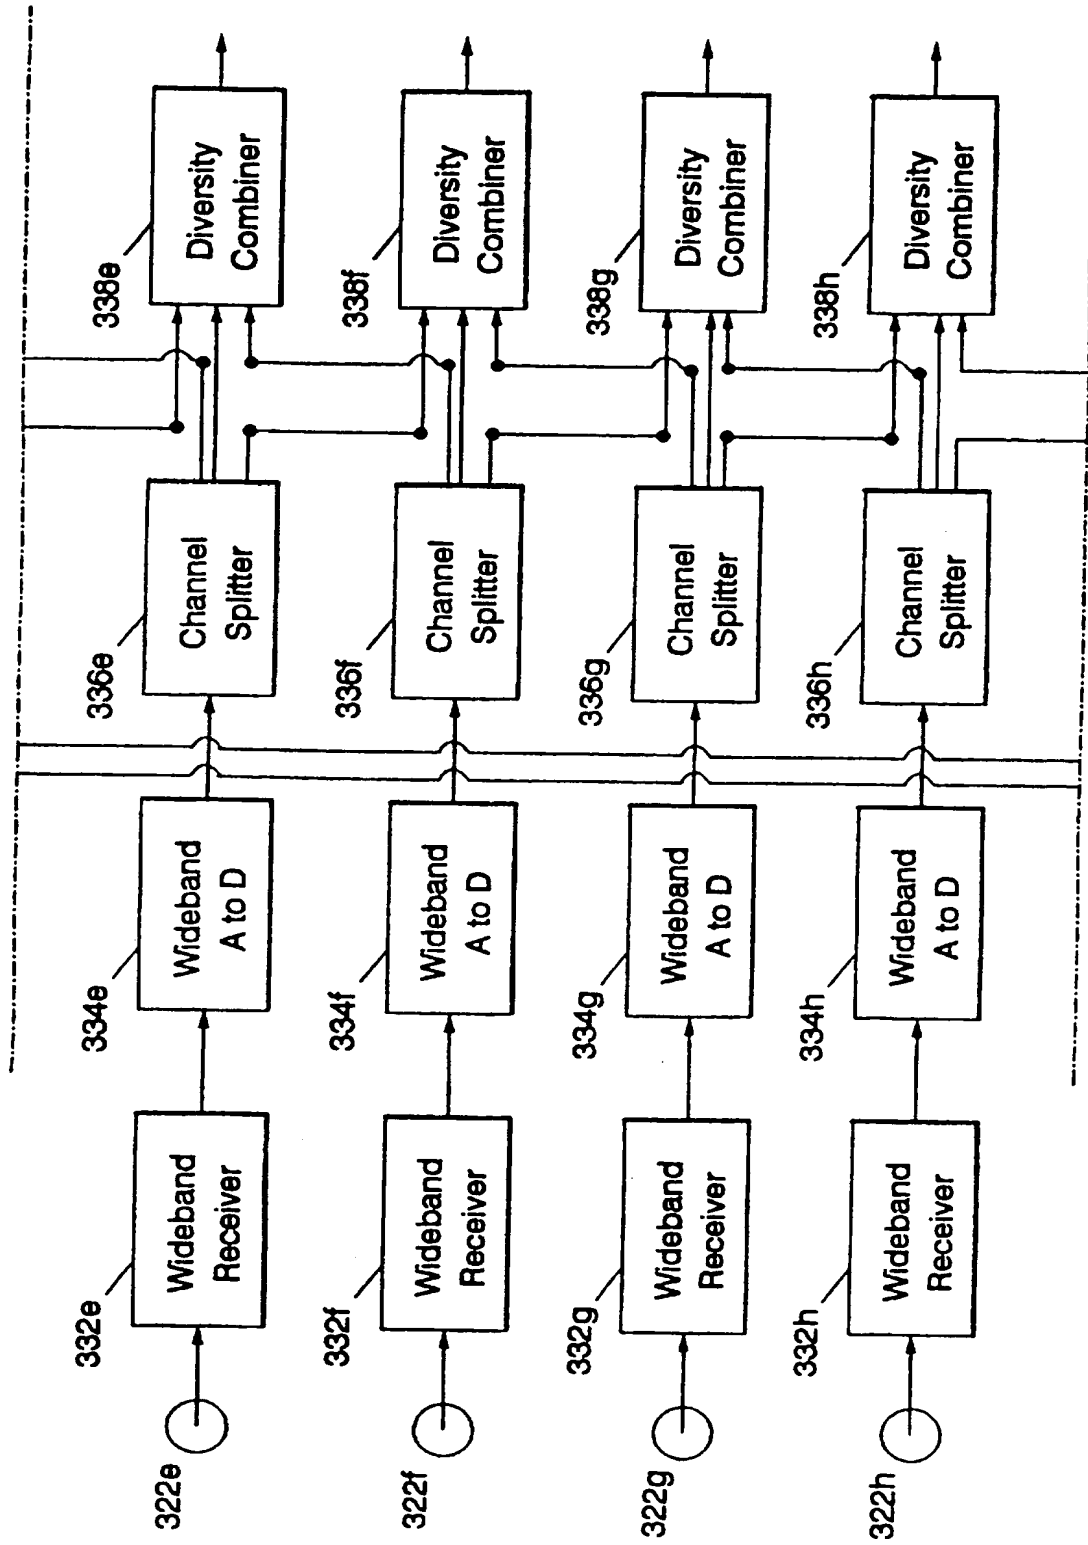 322e
332e
Wideband
Receiver
334e
Wideband
A to D
336e
Channel
Splitter
338e
Diversity
Combiner
322f
332f
Wideband
Receiver
334f
Wideband
A to D
336f
Channel
Splitter
338f
Diversity
Combiner
322g
332g
Wideband
Receiver
334g
Wideband
A to D
336g
Channel
Splitter
338g
Diversity
Combiner
322h
332h
Wideband
Receiver
334h
Wideband
A to D
336h
Channel
Splitter
338h
Diversity
Combiner